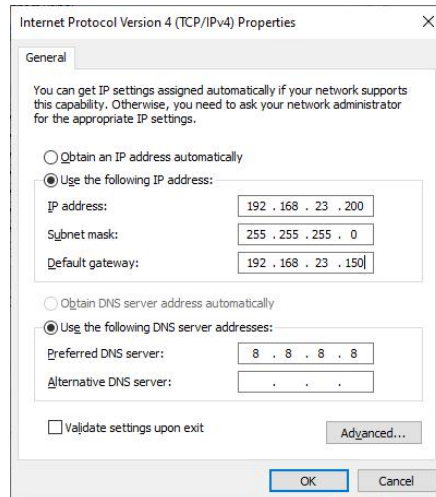 Internet Protocol Version 4 (TCP/IPv4) Properties
General
You can get IP settings assigned automatically if your network supports
this capability. Otherwise, you need to ask your network administrator
for the appropriate IP settings.
Obtain an IP address automatically
Use the following IP address:
IP address: 192 . 168 . 23 . 200
Subnet mask: 255 . 255 . 255 . 0
Default gateway: 192 . 168 . 23 . 150
Obtain DNS server address automatically
Use the following DNS server addresses:
Preferred DNS server: 8 . 8 . 8 . 8
Alternative DNS server: . . .
Validate settings upon exit
Advanced...
OK Cancel